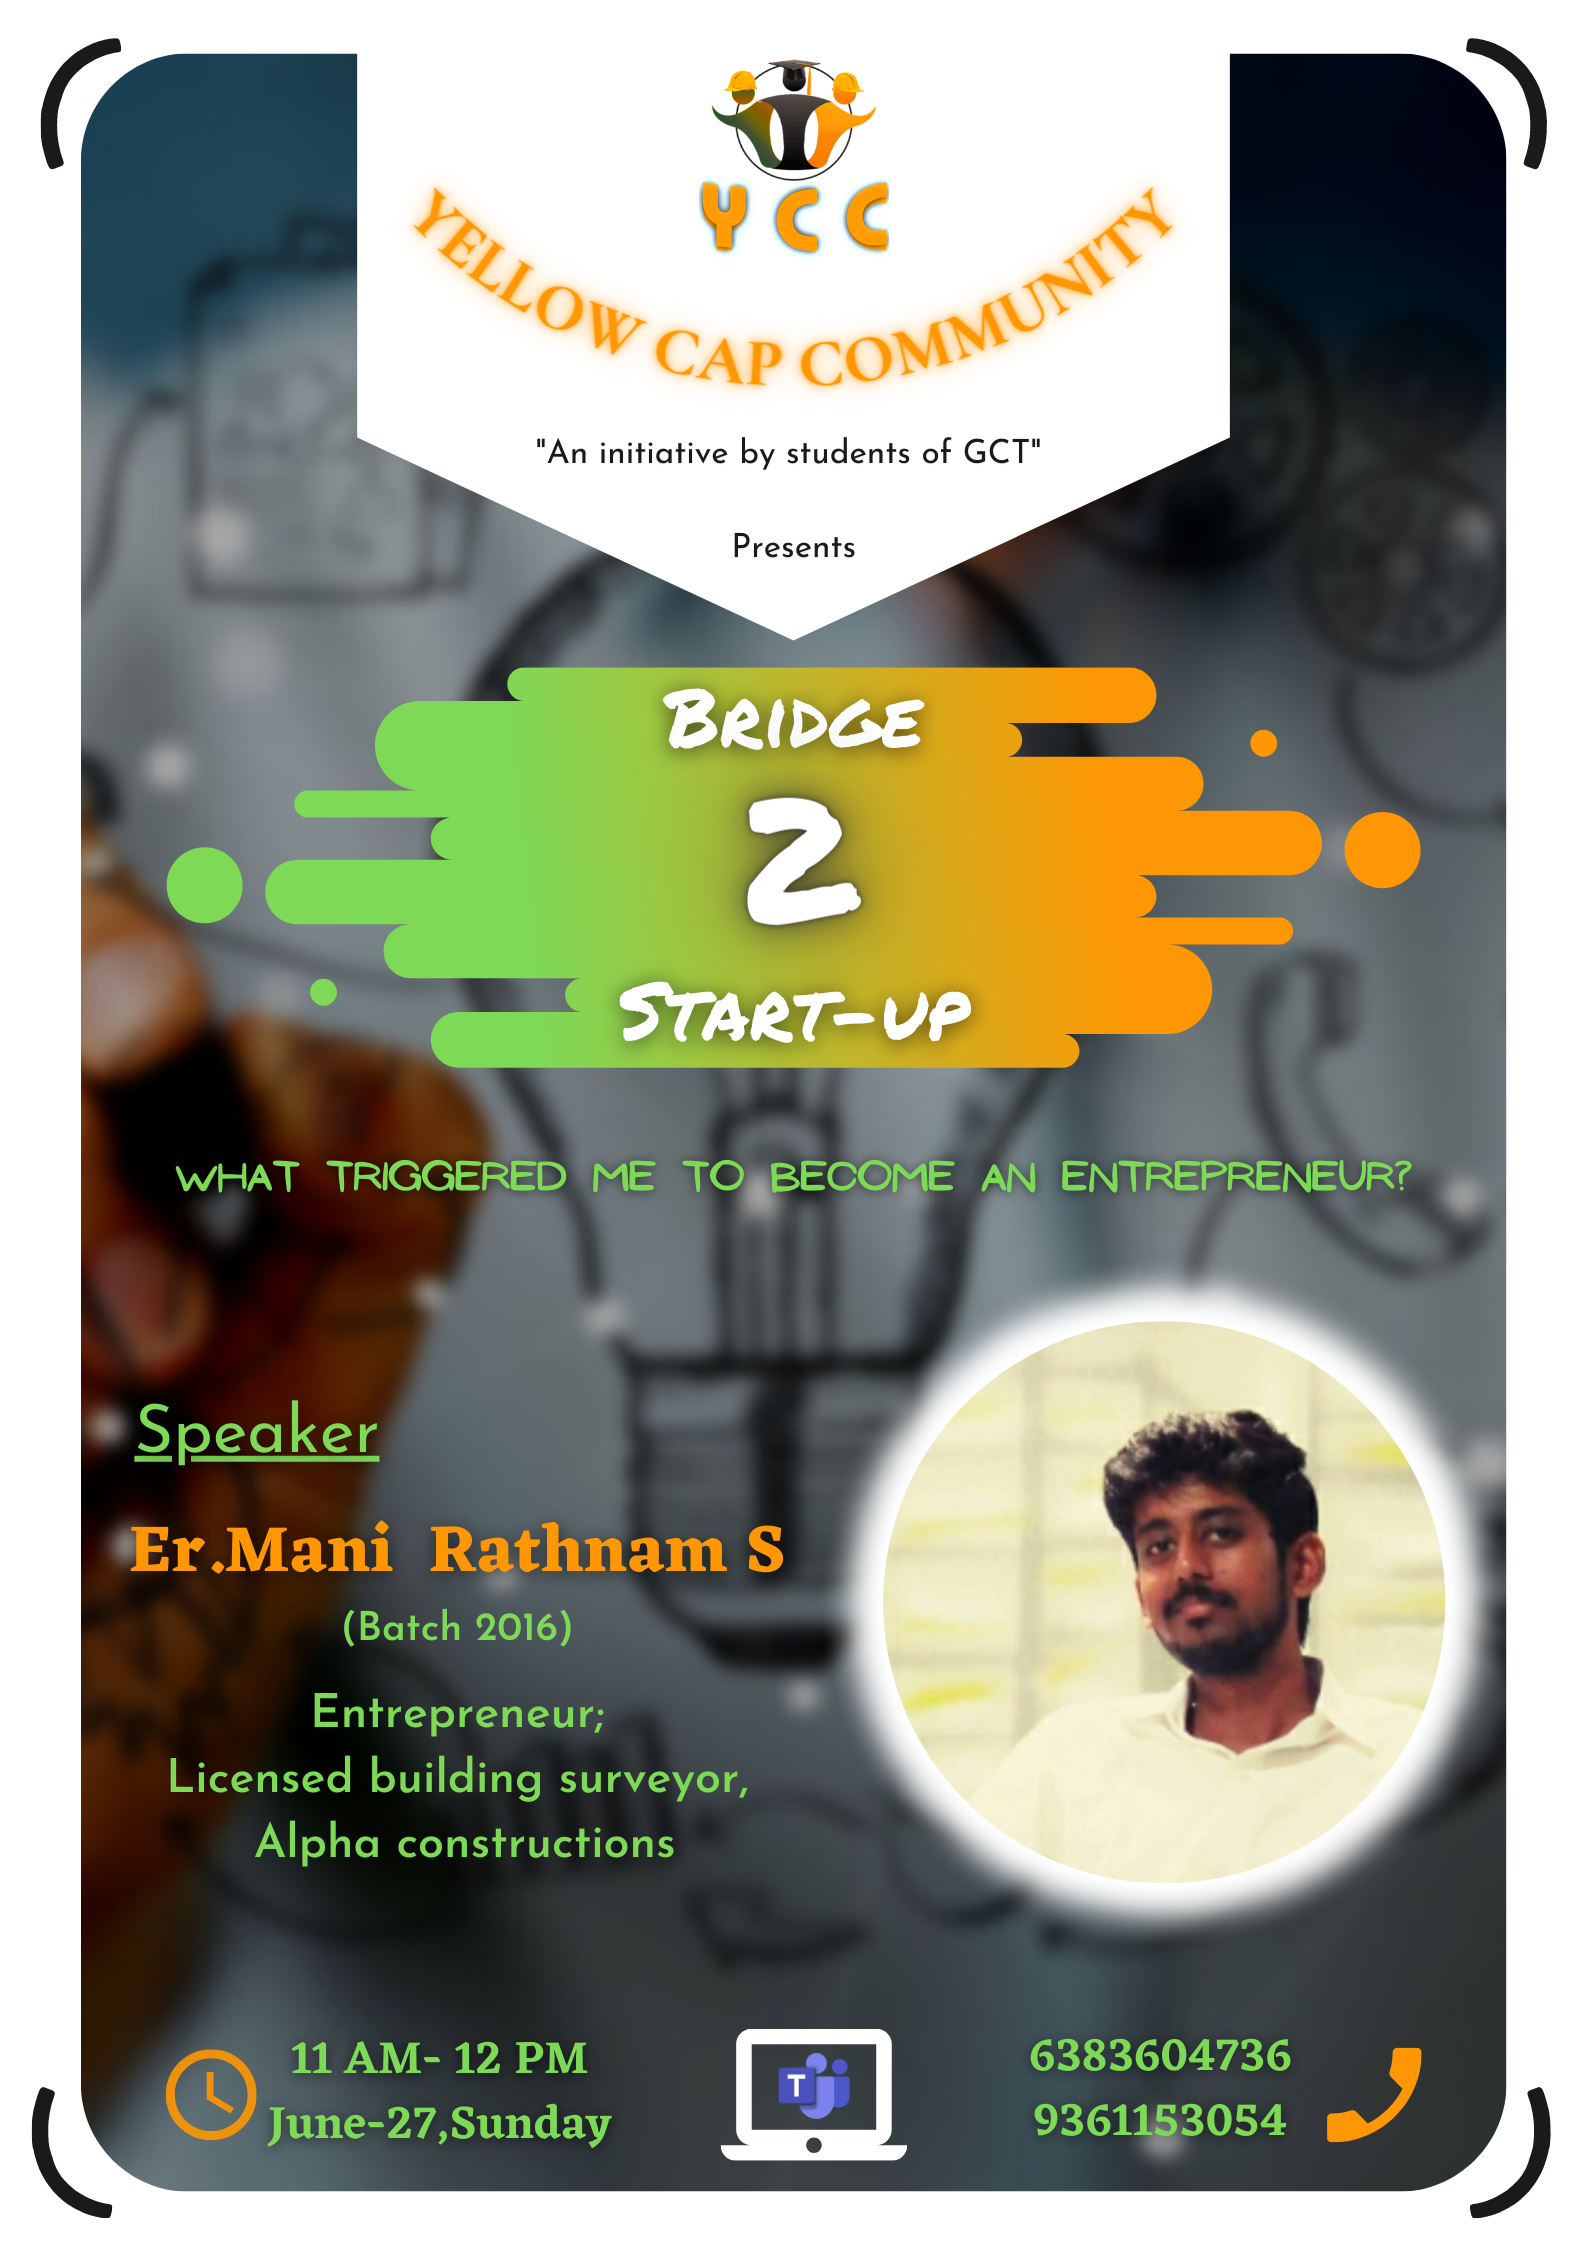 YCC
YELLOW CAP COMMUNITY
"An initiative by students of GCT"
Presents
BRIDGE
2
START-UP
WHAT TRIGGERED ME TO BECOME AN ENTREPRENEUR?
Speaker
Er.Mani Rathnam S
(Batch 2016)
Entrepreneur;
Licensed building surveyor,
Alpha constructions
11 AM- 12 PM
June-27,Sunday
T
6383604736
9361153054